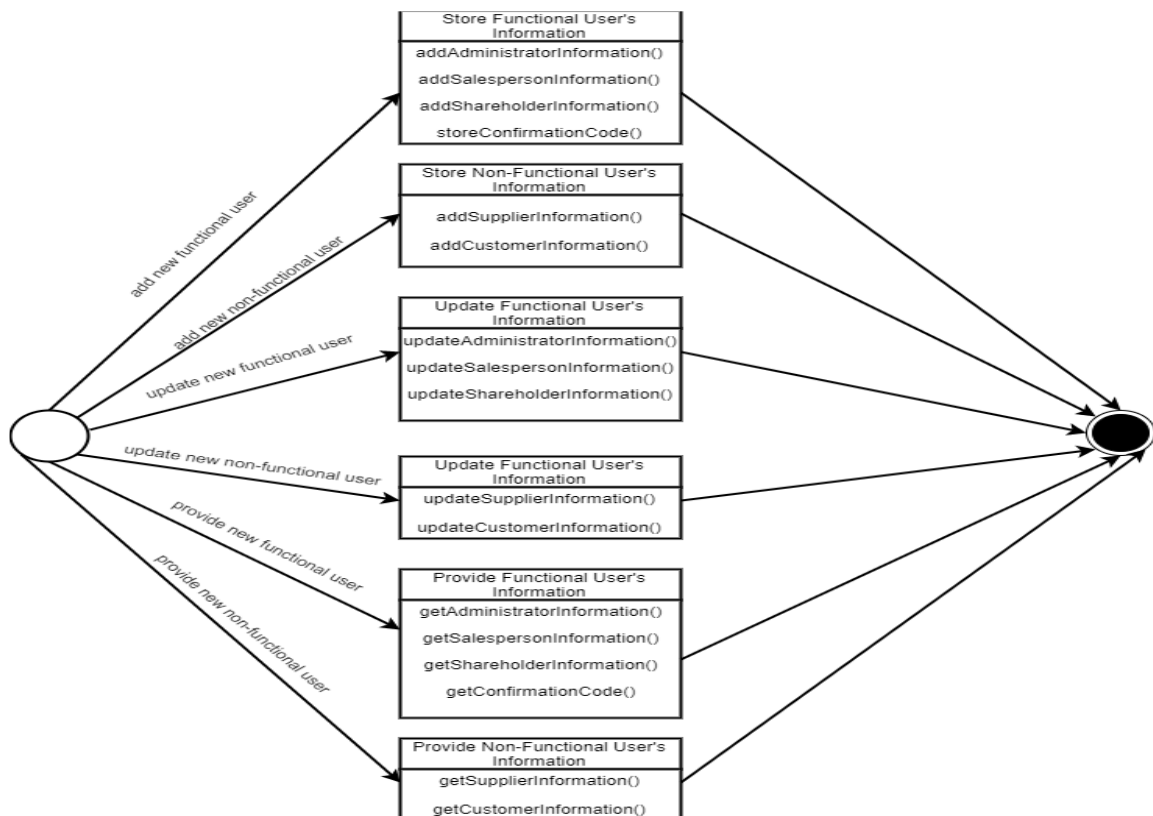 Store Functional User's
Information
addAdministratorInformation()
addSalespersonInformation()
addShareholderInformation()
storeConfirmationCode()
add new functional user
Store Non-Functional User's
Information
addSupplierInformation()
addCustomerInformation()
add new non-functional user
Update Functional User's
Information
updateAdministratorInformation()
updateSalespersonInformation()
updateShareholderInformation()
update new functional user
Update Functional User's
Information
updateSupplierInformation()
updateCustomerInformation()
update new non-functional user
Provide Functional User's
Information
getAdministratorInformation()
getSalespersonInformation()
getShareholderInformation()
getConfirmationCode()
provide new functional user
Provide Non-Functional User's
Information
getSupplierInformation()
getCustomerInformation()
provide new non-functional user